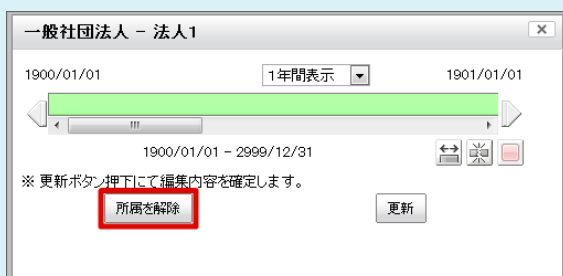 一般社団法人 - 法人1
1900/01/01 1年間表示 1901/01/01
1900/01/01 - 2999/12/31
※ 更新ボタン押下にて編集内容を確定します。
所属を解除 更新